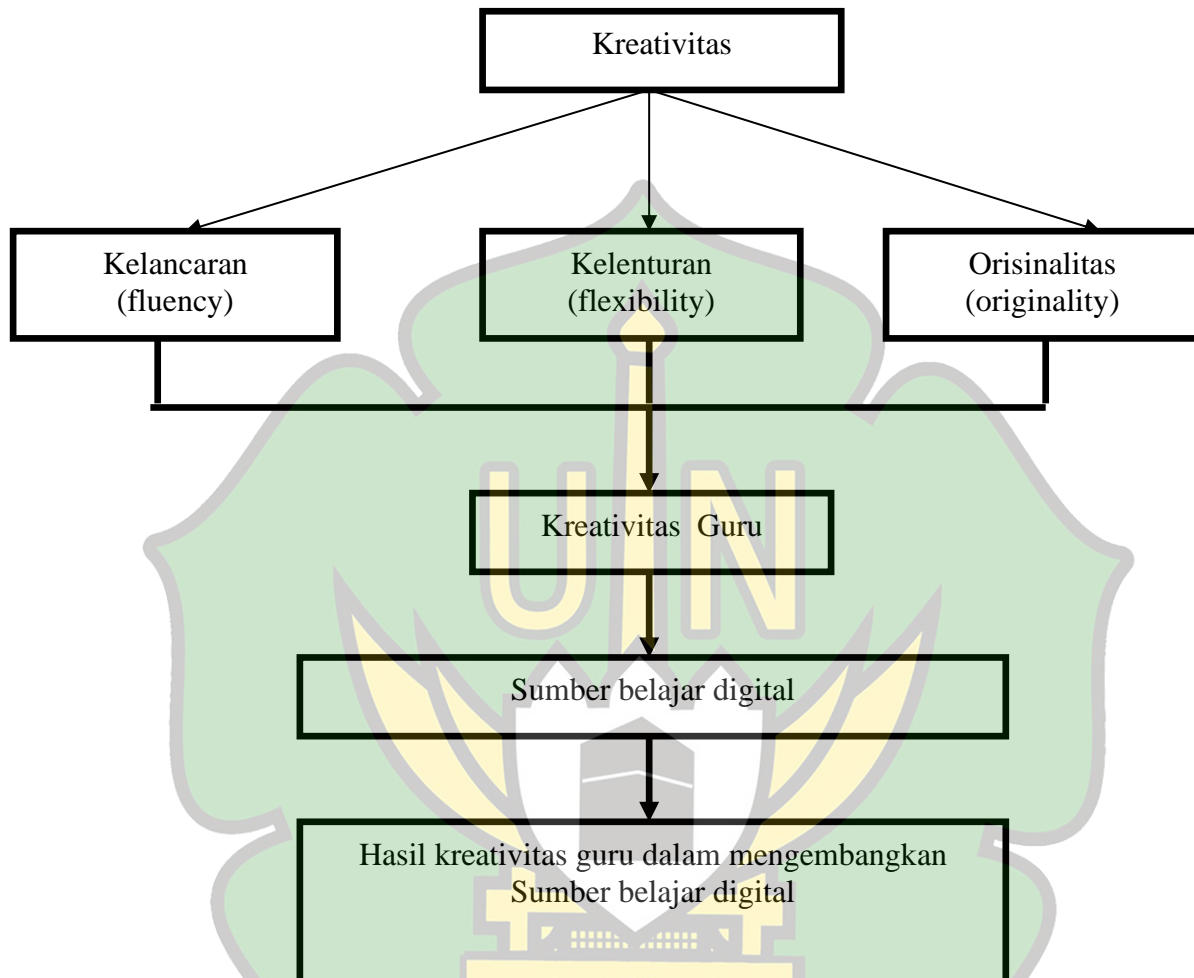 Kreativitas
Kelancaran
(fluency)
Kelenturan
(flexibility)
Orisinalitas
(originality)
UIN
Kreativitas Guru
Sumber belajar digital
Hasil kreativitas guru dalam mengembangkan
Sumber belajar digital